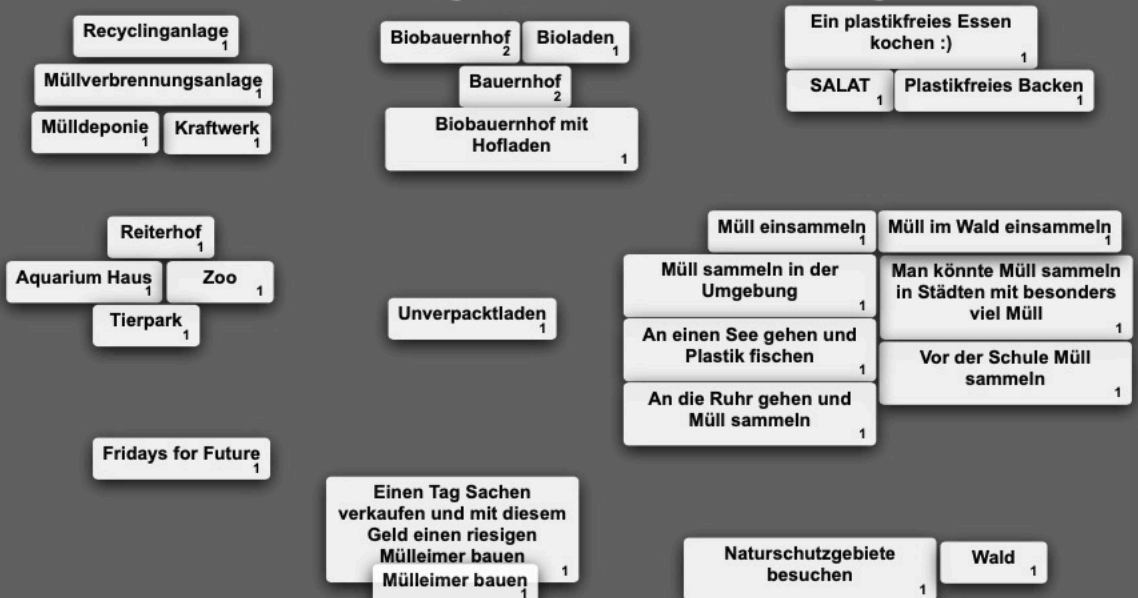 Recyclinganlage
1
Müllverbrennungsanlage
1
Mülldeponie
1
Kraftwerk
1
Biobauernhof
2
Bioladen
1
Bauernhof
2
Biobauernhof mit
Hofladen
1
Ein plastikfreies Essen
kochen :)
1
SALAT
1
Plastikfreies Backen
1
Reiterhof
1
Aquarium Haus
1
Zoo
1
Tierpark
1
Unverpacktladen
1
Müll einsammeln
1
Müll im Wald einsammeln
1
Müll sammeln in der
Umgebung
1
Man könnte Müll sammeln
in Städten mit besonders
viel Müll
1
An einen See gehen und
Plastik fischen
1
Vor der Schule Müll
sammeln
1
An die Ruhr gehen und
Müll sammeln
1
Fridays for Future
1
Einen Tag Sachen
verkaufen und mit diesem
Geld einen riesigen
Mülleimer bauen
1
Mülleimer bauen
1
Naturschutzgebiete
besuchen
1
Wald
1